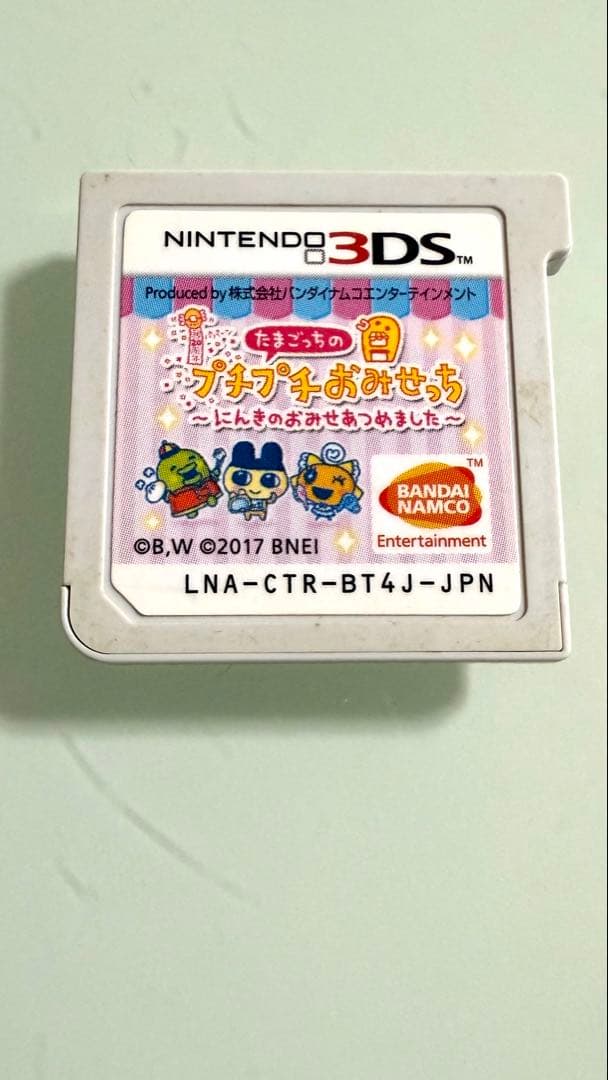 NINTENDO 3DS™
Produced by 株式会社バンダイナムコエンターテインメント
20
たまごっちの
プチプチおみせっち
～にんきのおみせあつめました～
BANDAI
NAMCO
™
Entertainment
©B,W ©2017 BNEI
LNA-CTR-BT4J-JPN